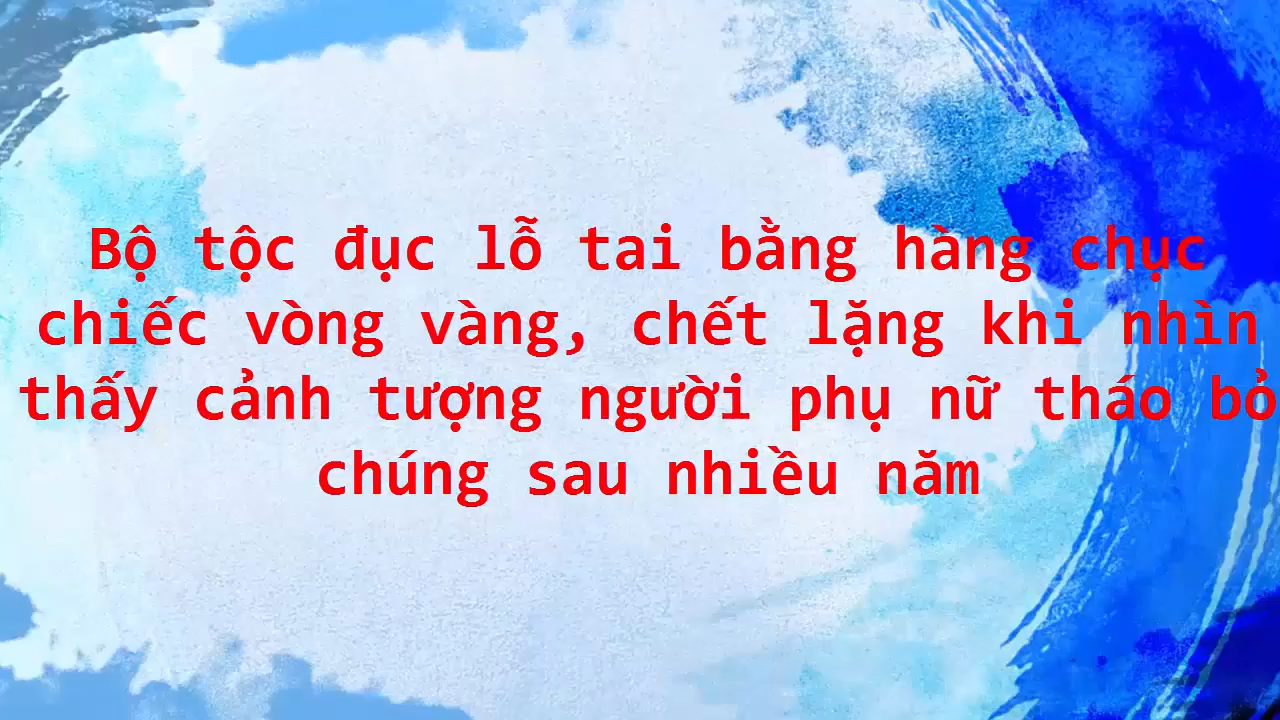 Bộ tộc đục lỗ tai bằng hàng chục
chiếc vòng vàng, chết lặng khi nhìn
thấy cảnh tượng người phụ nữ tháo bỏ
chúng sau nhiều năm